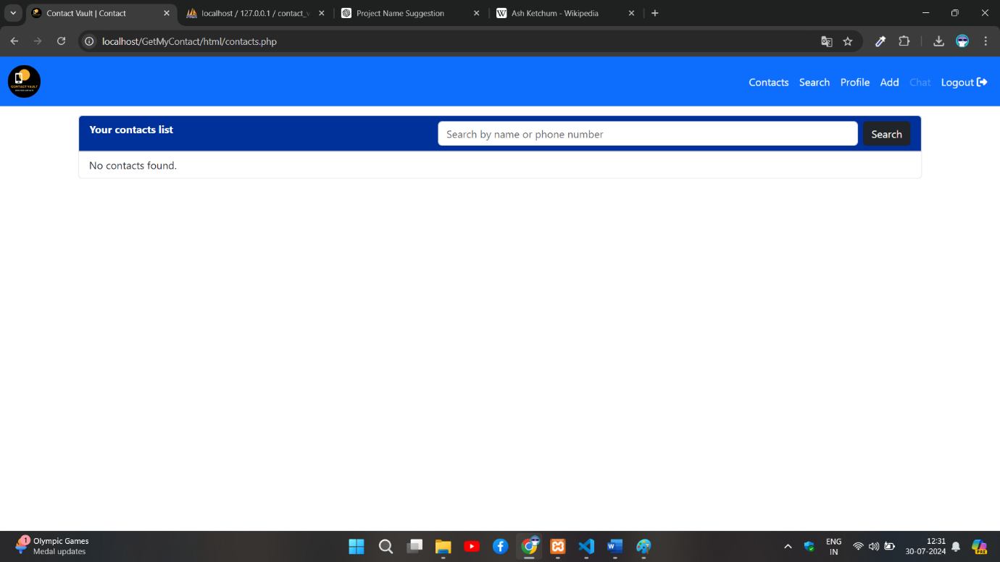 Contact Vault | Contact
localhost / 127.0.0.1 / contact_v
Project Name Suggestion
W Ash Ketchum - Wikipedia
localhost/GetMyContact/html/contacts.php
CONTACT VAULT
Contacts Search Profile Add Chat Logout
Your contacts list
Search by name or phone number
Search
No contacts found.
1
Olympic Games
Medal updates
ENG
IN
12:31
30-07-2024
PRE